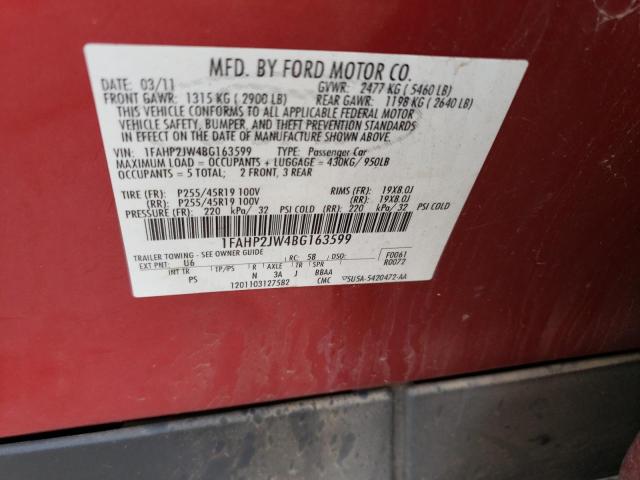 MFD. BY FORD MOTOR CO.
DATE: 03/11 GVWR: 2477 KG ( 5460 LB)
FRONT GAWR: 1315 KG ( 2900 LB) REAR GAWR: 1198 KG ( 2640 LB)
THIS VEHICLE CONFORMS TO ALL APPLICABLE FEDERAL MOTOR
VEHICLE SAFETY, BUMPER, AND THEFT PREVENTION STANDARDS
IN EFFECT ON THE DATE OF MANUFACTURE SHOWN ABOVE.
VIN: 1FAHP2JW4BG163599 TYPE: Passenger Car
MAXIMUM LOAD = OCCUPANTS + LUGGAGE = 430KG/ 950LB
OCCUPANTS = 5 TOTAL; 2 FRONT, 3 REAR
TIRE (FR): P255/45R19 100V RIMS (FR): 19X8.0J
(RR): P255/45R19 100V (RR): 19X8.0J
PRESSURE (FR): 220 kPa/ 32 PSI COLD (RR): 220 kPa/ 32 PSI COLD
1FAHP2JW4BG163599
TRAILER TOWING - SEE OWNER GUIDE
EXT PNT: U6 RC: 5B DSO: F0061
R0072
INT TR TP/PS R AXLE TR SPR
PS N 3A J BBAA
1201103127582 CMC 5U5A-5420472-AA